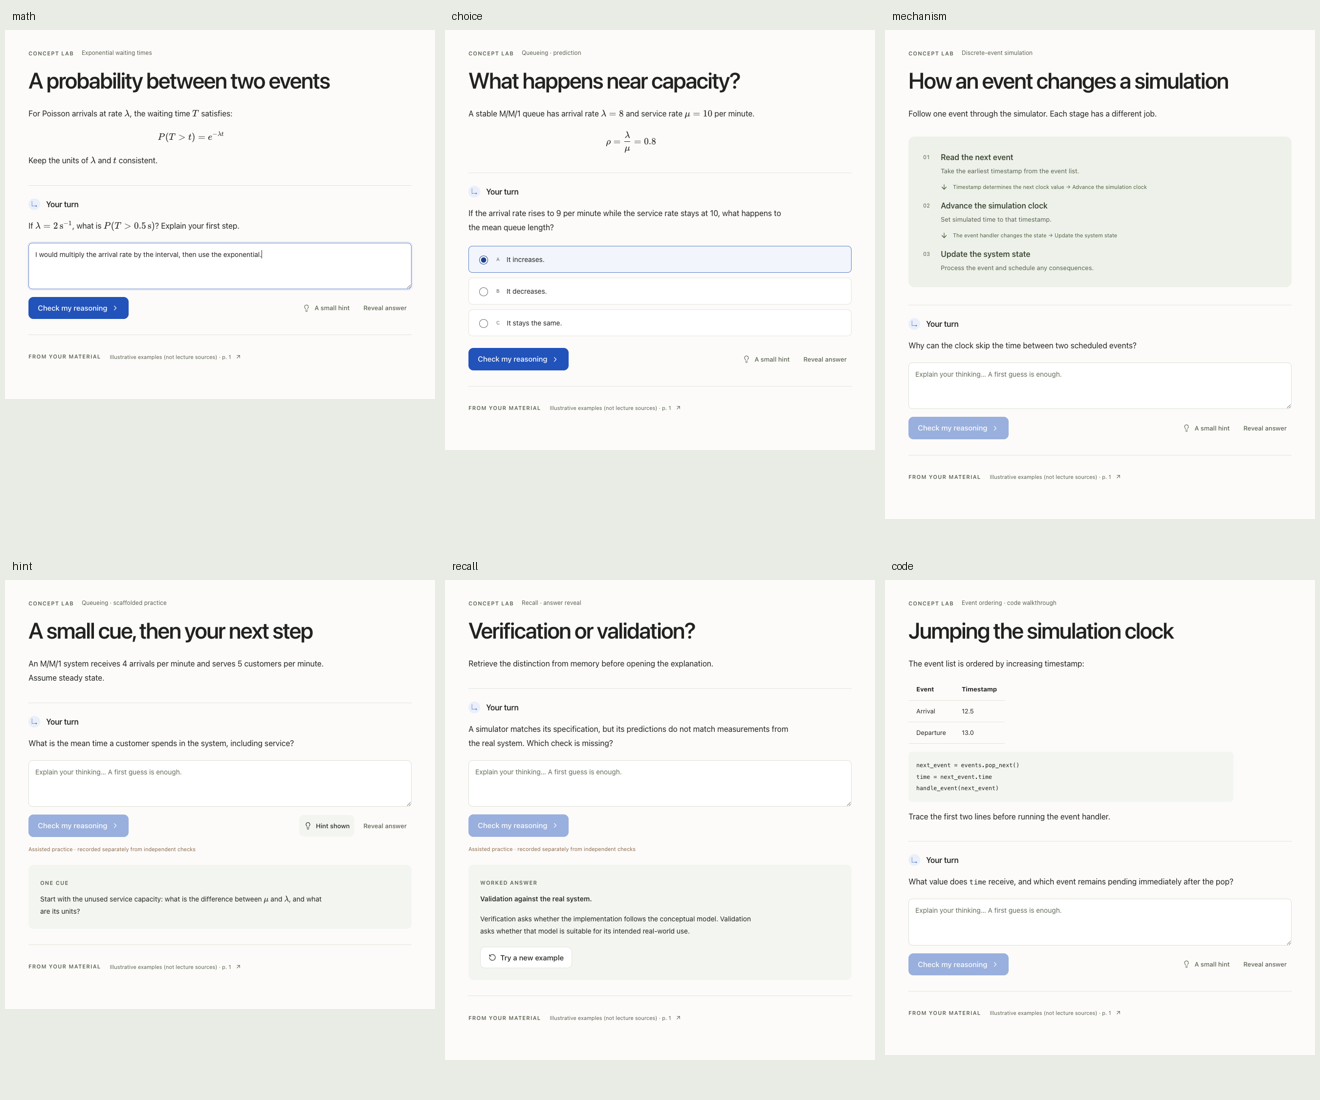 math
CONCEPT LAB Exponential waiting times
A probability between two events
For Poisson arrivals at rate λ, the waiting time T satisfies:
P(T > t) = e^{−λt}
Keep the units of λ and t consistent.
Your turn
If λ = 2 s⁻¹, what is P(T > 0.5 s)? Explain your first step.
I would multiply the arrival rate by the interval, then use the exponential.
Check my reasoning
A small hint
Reveal answer
FROM YOUR MATERIAL Illustrative examples (not lecture sources) · p. 1 ↗
choice
CONCEPT LAB Queueing · prediction
What happens near capacity?
A stable M/M/1 queue has arrival rate λ = 8 and service rate μ = 10 per minute.
ρ = λ/μ = 0.8
Your turn
If the arrival rate rises to 9 per minute while the service rate stays at 10, what happens to
the mean queue length?
A It increases.
B It decreases.
C It stays the same.
Check my reasoning
A small hint
Reveal answer
FROM YOUR MATERIAL Illustrative examples (not lecture sources) · p. 1 ↗
mechanism
CONCEPT LAB Discrete-event simulation
How an event changes a simulation
Follow one event through the simulator. Each stage has a different job.
01 Read the next event
Take the earliest timestamp from the event list.
↓ Timestamp determines the next clock value → Advance the simulation clock
02 Advance the simulation clock
Set simulated time to that timestamp.
↓ The event handler changes the state → Update the system state
03 Update the system state
Process the event and schedule any consequences.
Your turn
Why can the clock skip the time between two scheduled events?
Explain your thinking... A first guess is enough.
Check my reasoning
A small hint
Reveal answer
FROM YOUR MATERIAL Illustrative examples (not lecture sources) · p. 1 ↗
hint
CONCEPT LAB Queueing · scaffolded practice
A small cue, then your next step
An M/M/1 system receives 4 arrivals per minute and serves 5 customers per minute.
Assume steady state.
Your turn
What is the mean time a customer spends in the system, including service?
Explain your thinking... A first guess is enough.
Check my reasoning
Hint shown
Reveal answer
Assisted practice · recorded separately from independent checks
ONE CUE
Start with the unused service capacity: what is the difference between μ and λ, and what
are its units?
FROM YOUR MATERIAL Illustrative examples (not lecture sources) · p. 1 ↗
recall
CONCEPT LAB Recall · answer reveal
Verification or validation?
Retrieve the distinction from memory before opening the explanation.
Your turn
A simulator matches its specification, but its predictions do not match measurements from
the real system. Which check is missing?
Explain your thinking... A first guess is enough.
Check my reasoning
Assisted practice · recorded separately from independent checks
WORKED ANSWER
Validation against the real system.
Verification asks whether the implementation follows the conceptual model. Validation
asks whether that model is suitable for its intended real-world use.
Try a new example
FROM YOUR MATERIAL Illustrative examples (not lecture sources) · p. 1 ↗
code
CONCEPT LAB Event ordering · code walkthrough
Jumping the simulation clock
The event list is ordered by increasing timestamp:
Event Timestamp
Arrival 12.5
Departure 13.0
next_event = events.pop_next()
time = next_event.time
handle_event(next_event)
Trace the first two lines before running the event handler.
Your turn
What value does time receive, and which event remains pending immediately after the pop?
Explain your thinking... A first guess is enough.
Check my reasoning
A small hint
Reveal answer
FROM YOUR MATERIAL Illustrative examples (not lecture sources) · p. 1 ↗